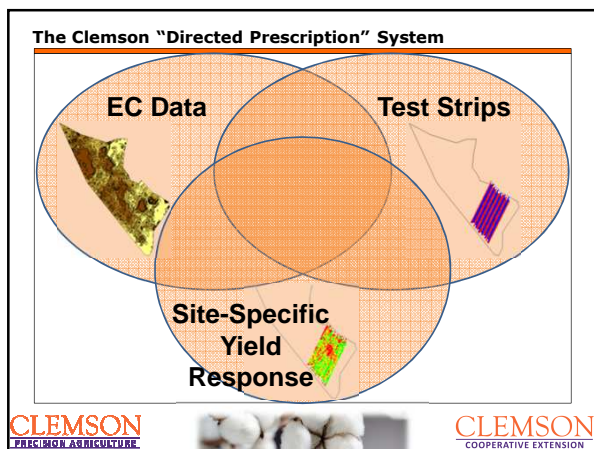 The Clemson “Directed Prescription” System
EC Data
Test Strips
Site-Specific
Yield
Response
CLEMSON
PRECISION AGRICULTURE
CLEMSON
COOPERATIVE EXTENSION